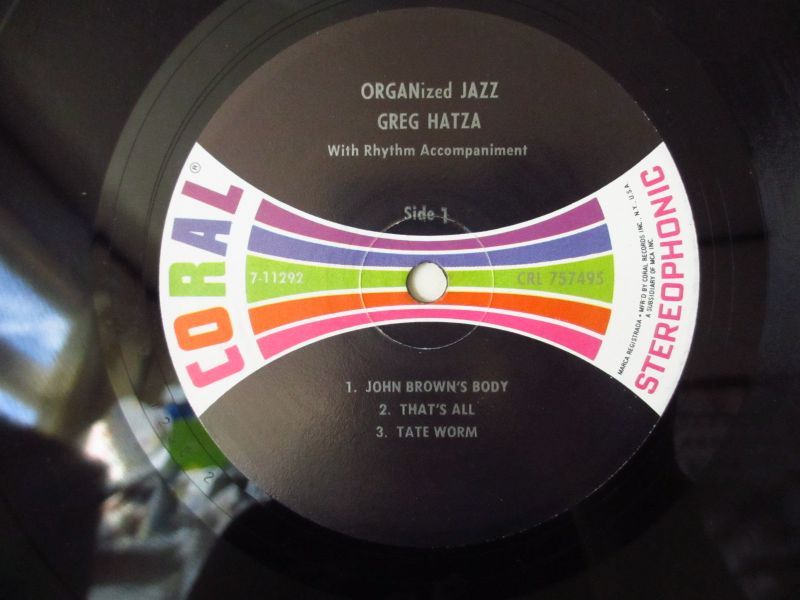 ORGANized JAZZ
GREG HATZA
With Rhythm Accompaniment
Side 1
CORAL®
7-11292
CRL 757495
STEREOPHONIC
MARCA REGISTRADA • MFR'D BY CORAL RECORDS INC., N.Y., U.S.A.
A SUBSIDIARY OF MCA INC.
1. JOHN BROWN'S BODY
2. THAT'S ALL
3. TATE WORM